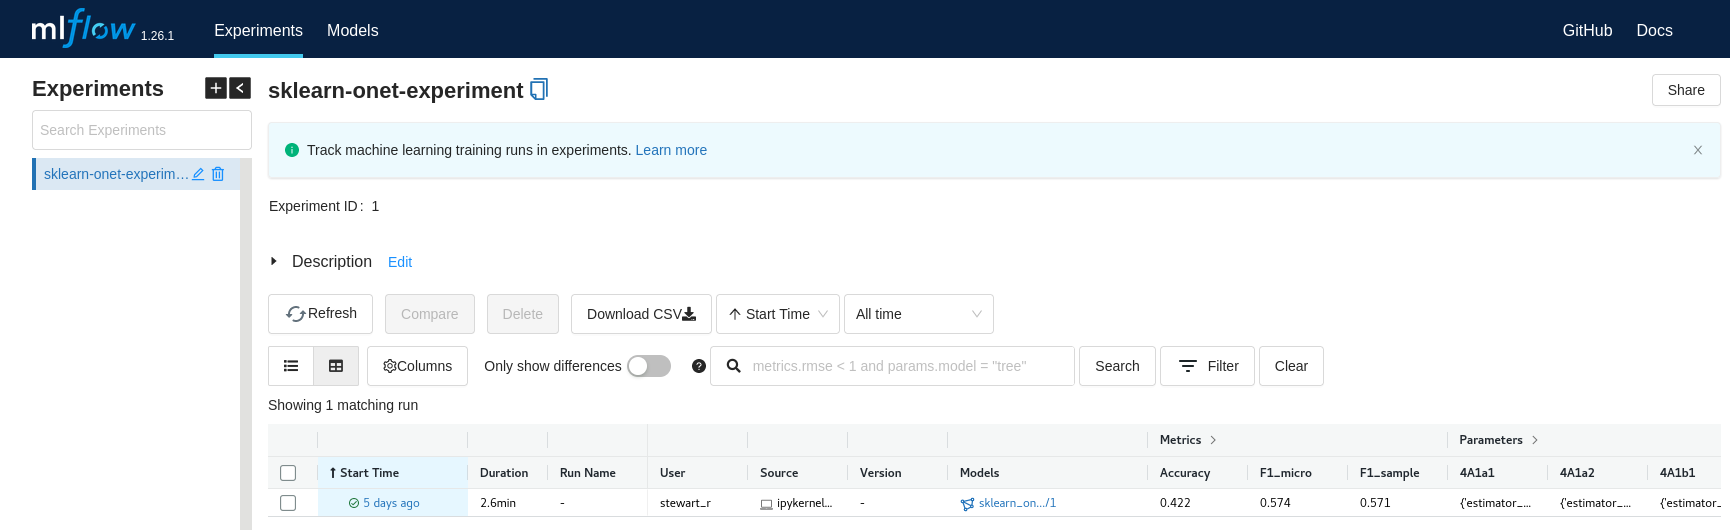 mlflow 1.26.1 Experiments Models GitHub Docs
Experiments
Search Experiments
sklearn-onet-experim...
sklearn-onet-experiment
Share
Track machine learning training runs in experiments. Learn more
Experiment ID: 1
Description Edit
Refresh Compare Delete Download CSV Start Time All time
Columns Only show differences metrics.rmse < 1 and params.model = "tree" Search Filter Clear
Showing 1 matching run
Metrics Parameters
Start Time Duration Run Name User Source Version Models Accuracy F1_micro F1_sample 4A1a1 4A1a2 4A1b1
5 days ago 2.6min - stewart_r ipykernel... - sklearn_on.../1 0.422 0.574 0.571 {'estimator_... {'estimator_... {'estimator_